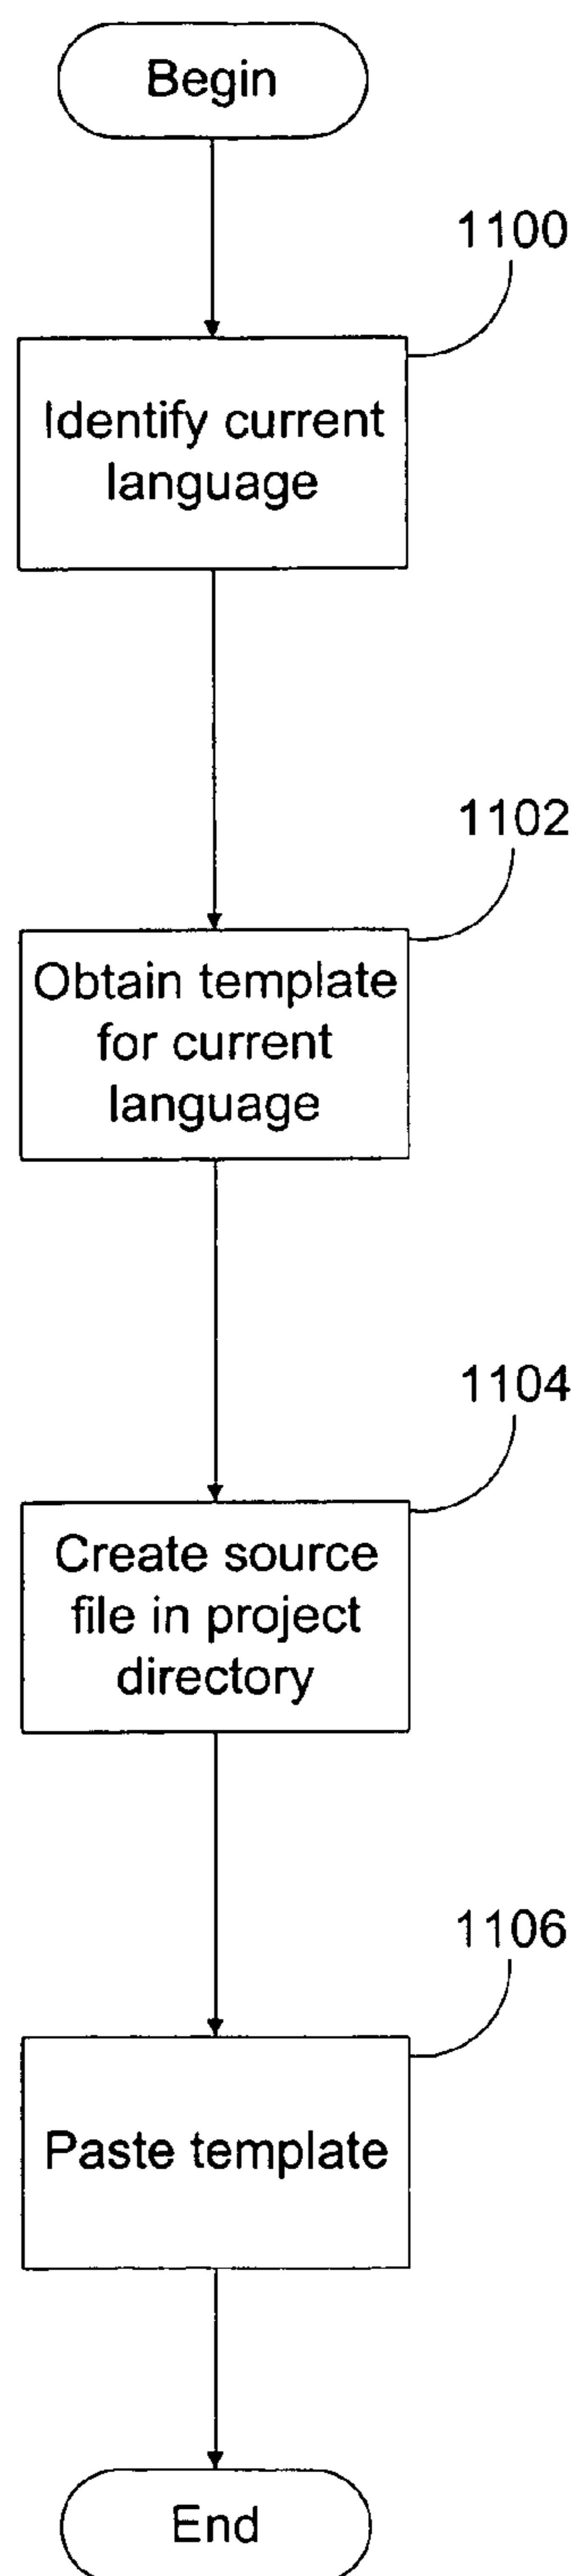 Begin
1100
Identify current
language
1102
Obtain template
for current
language
1104
Create source
file in project
directory
1106
Paste template
End